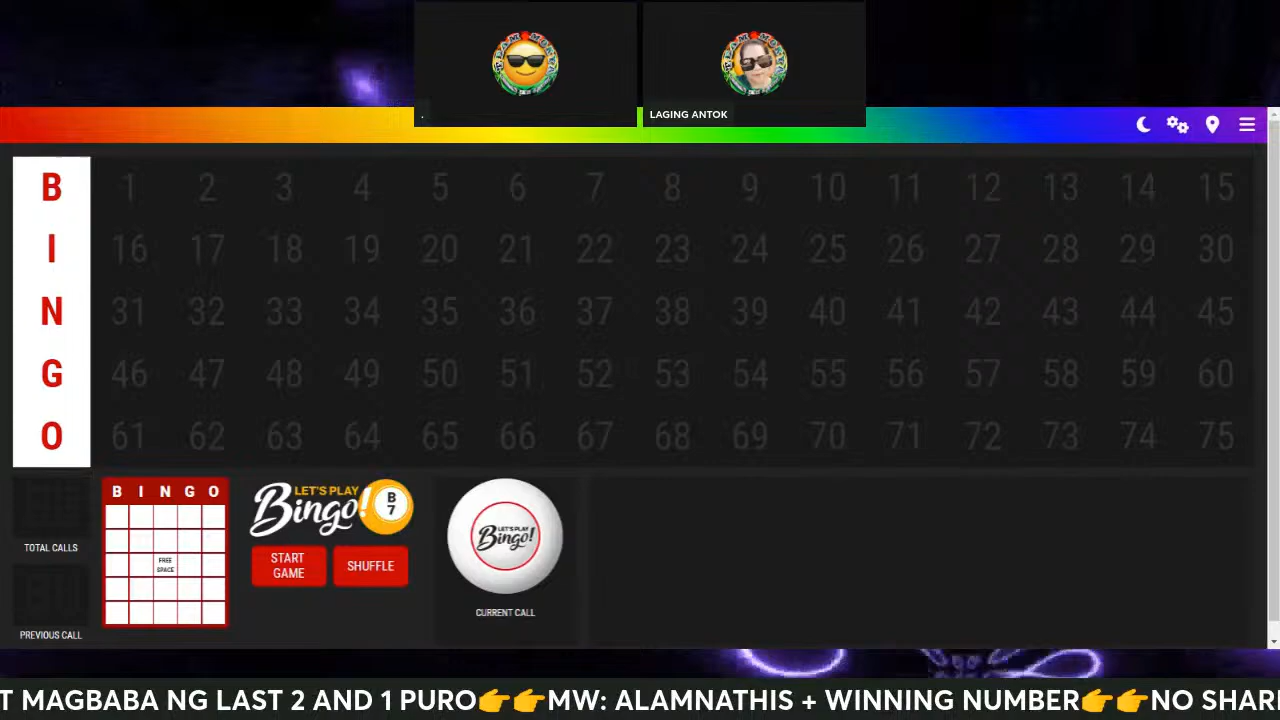 .
LAGING ANTOK
B 1 2 3 4 5 6 7 8 9 10 11 12 13 14 15
I 16 17 18 19 20 21 22 23 24 25 26 27 28 29 30
N 31 32 33 34 35 36 37 38 39 40 41 42 43 44 45
G 46 47 48 49 50 51 52 53 54 55 56 57 58 59 60
O 61 62 63 64 65 66 67 68 69 70 71 72 73 74 75
TOTAL CALLS
PREVIOUS CALL
B I N G O
FREE
SPACE
LET'S PLAY
Bingo!
B
7
START
GAME
SHUFFLE
LET'S PLAY
Bingo!
CURRENT CALL
T MAGBABA NG LAST 2 AND 1 PURO👉👉MW: ALAMNATHIS + WINNING NUMBER👉👉NO SHAR